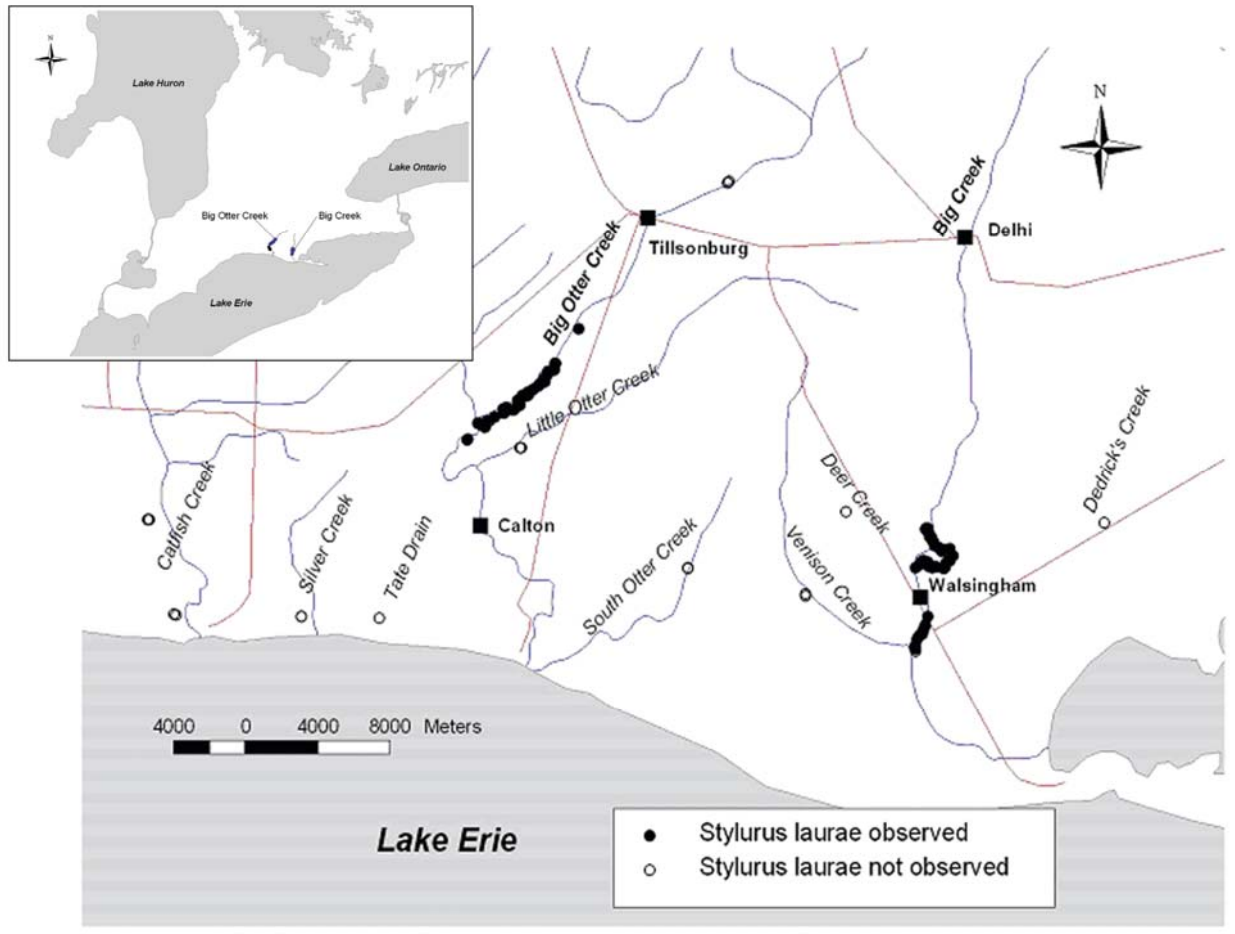 N
Lake Huron
Lake Ontario
Big Otter Creek
Big Creek
Lake Erie
N
Big Creek
Delhi
Tillsonburg
Big Otter Creek
Little Otter Creek
Catfish Creek
Silver Creek
Tate Drain
Calton
South Otter Creek
Venison Creek
Deer Creek
Dedrick's Creek
Walsingham
4000 0 4000 8000 Meters
Lake Erie
Stylurus laurae observed
Stylurus laurae not observed